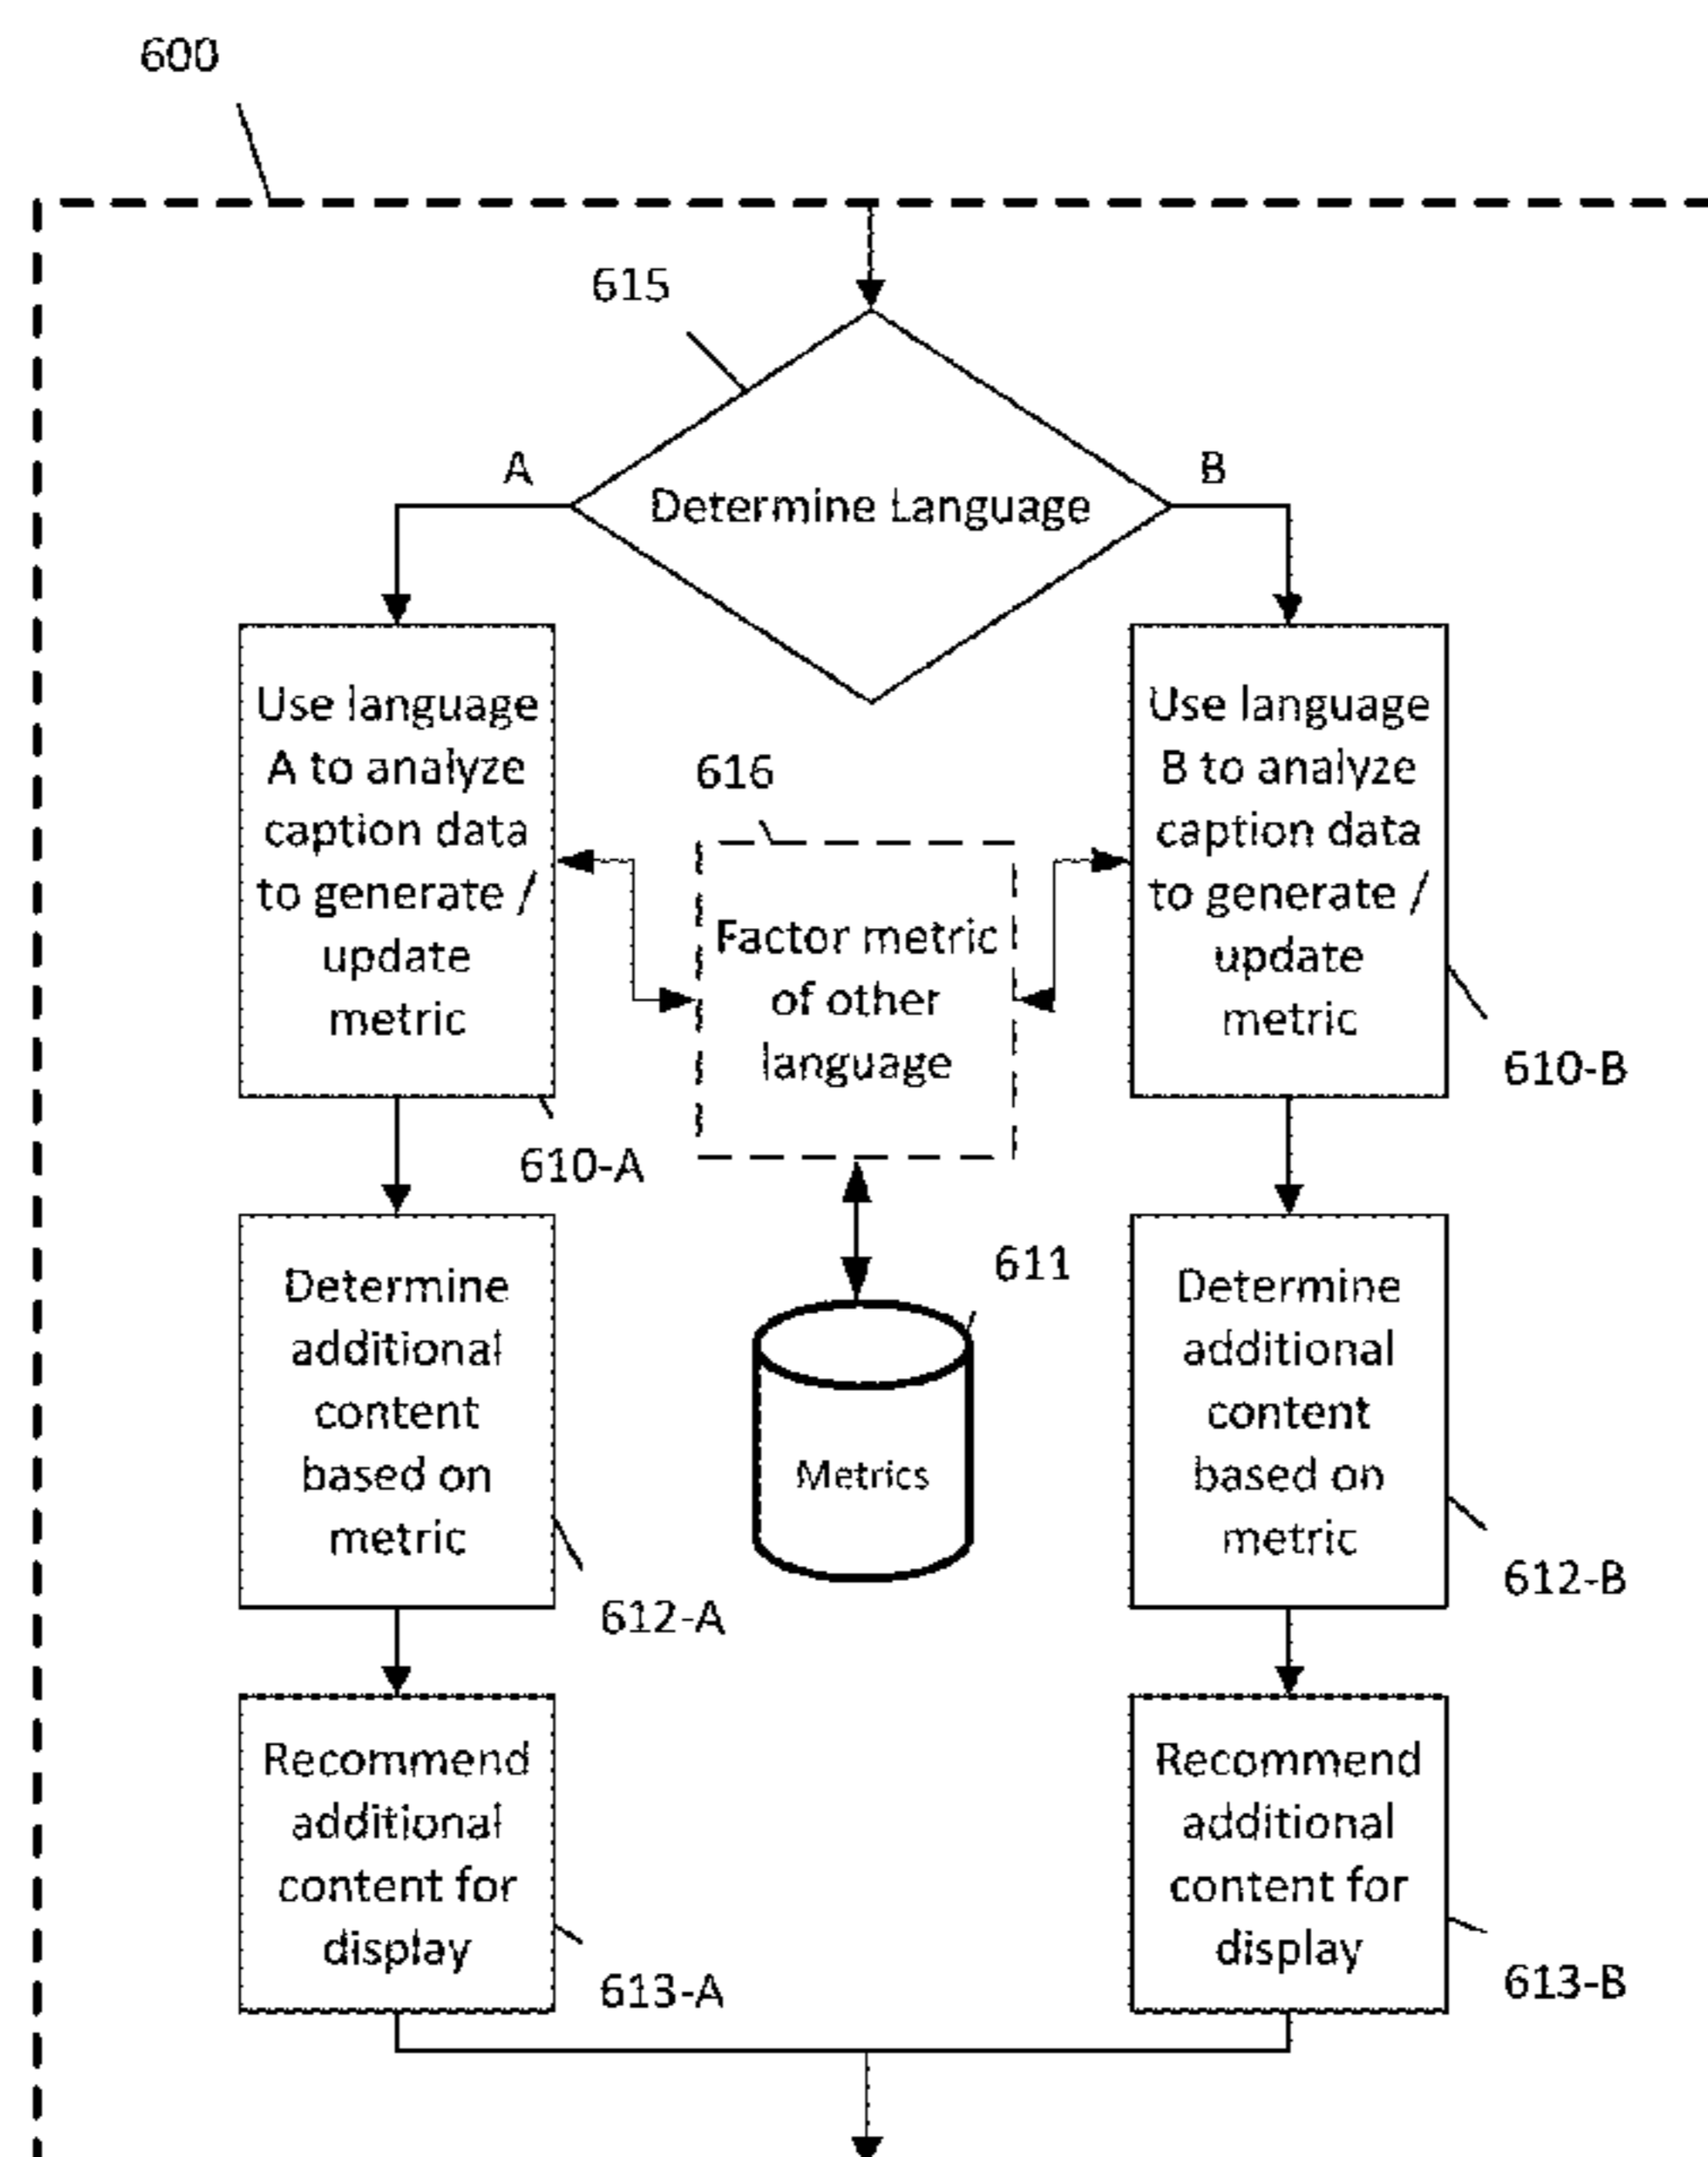 600
615
A
B
Determine Language
Use language
A to analyze
caption data
to generate /
update
metric
610-A
616
Factor metric
of other
language
Use language
B to analyze
caption data
to generate /
update
metric
610-B
Determine
additional
content
based on
metric
612-A
611
Metrics
Determine
additional
content
based on
metric
612-B
Recommend
additional
content for
display
613-A
Recommend
additional
content for
display
613-B